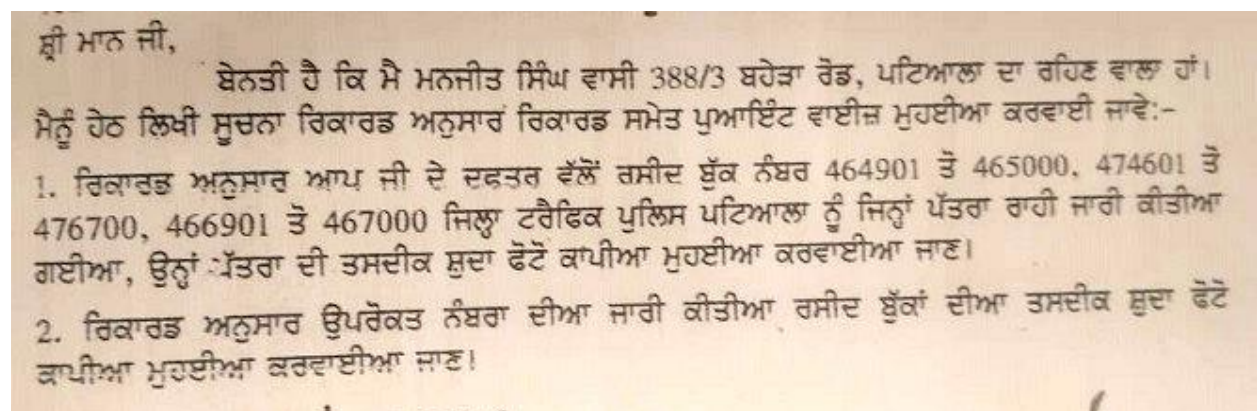 ਸ਼੍ਰੀ ਮਾਨ ਜੀ,
ਬੇਨਤੀ ਹੈ ਕਿ ਮੈ ਮਨਜੀਤ ਸਿੰਘ ਵਾਸੀ 388/3 ਬਹੇੜਾ ਰੋਡ, ਪਟਿਆਲਾ ਦਾ ਰਹਿਣ ਵਾਲਾ ਹਾਂ।
ਮੈਨੂੰ ਹੇਠ ਲਿਖੀ ਸੂਚਨਾ ਰਿਕਾਰਡ ਅਨੁਸਾਰ ਰਿਕਾਰਡ ਸਮੇਤ ਪੁਆਇੰਟ ਵਾਈਜ਼ ਮੁਹਈਆ ਕਰਵਾਈ ਜਾਵੇ:-
1. ਰਿਕਾਰਡ ਅਨੁਸਾਰ ਆਪ ਜੀ ਦੇ ਦਫਤਰ ਵੱਲੋਂ ਰਸੀਦ ਬੁੱਕ ਨੰਬਰ 464901 ਤੋ 465000, 474601 ਤੋ
476700, 466901 ਤੋ 467000 ਜਿਲ੍ਹਾ ਟਰੈਫਿਕ ਪੁਲਿਸ ਪਟਿਆਲਾ ਨੂੰ ਜਿਨ੍ਹਾਂ ਪੱਤਰਾ ਰਾਹੀ ਜਾਰੀ ਕੀਤੀਆ
ਗਈਆ, ਉਨ੍ਹਾਂ ਪੱਤਰਾ ਦੀ ਤਸਦੀਕ ਸ਼ੁਦਾ ਫੋਟੋ ਕਾਪੀਆ ਮੁਹਈਆ ਕਰਵਾਈਆ ਜਾਣ।
2. ਰਿਕਾਰਡ ਅਨੁਸਾਰ ਉਪਰੋਕਤ ਨੰਬਰਾ ਦੀਆ ਜਾਰੀ ਕੀਤੀਆ ਰਸੀਦ ਬੁੱਕਾਂ ਦੀਆ ਤਸਦੀਕ ਸ਼ੁਦਾ ਫੋਟੋ
ਕਾਪੀਆ ਮੁਹਈਆ ਕਰਵਾਈਆ ਜਾਣ।